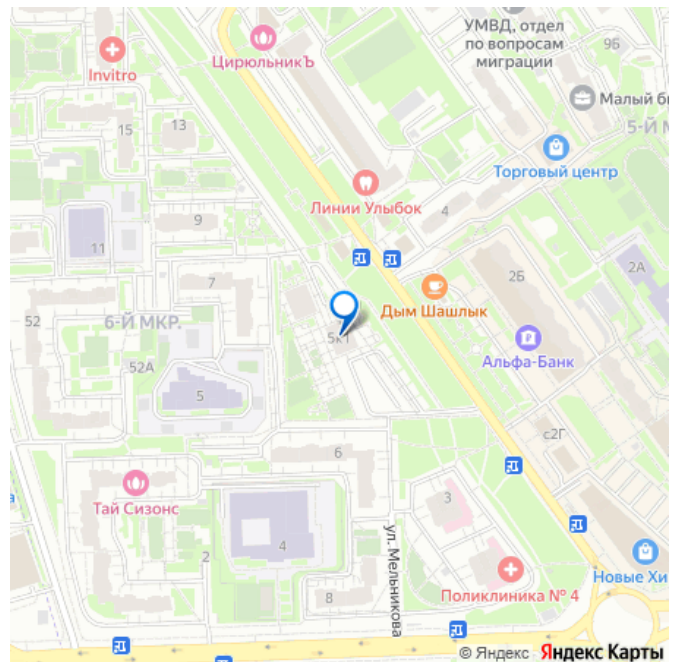 УМВД, отдел
по вопросам
миграции
9Б
ЦирюльникЪ
Invitro
Малый б
5-Й М
15
13
Торговый центр
Линии Улыбок
4
9
11
2А
7
2Б
Дым Шашлык
52
6-Й МКР.
5к1
Альфа-Банк
52А
5
с2Г
6
Тай Сизонс
3
ул. Мельникова
4
2
Новые Хи
Поликлиника № 4
8
© Яндекс Яндекс Карты